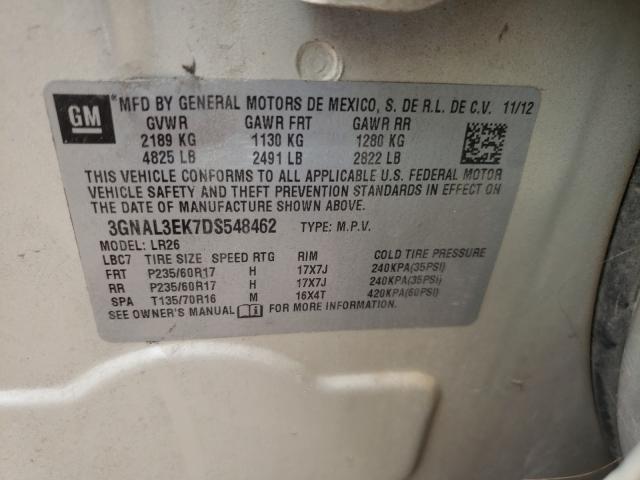 GM
*MFD BY GENERAL MOTORS DE MEXICO, S. DE R.L. DE C.V. 11/12
GVWR GAWR FRT GAWR RR
2189 KG 1130 KG 1280 KG
4825 LB 2491 LB 2822 LB
THIS VEHICLE CONFORMS TO ALL APPLICABLE U.S. FEDERAL MOTOR
VEHICLE SAFETY AND THEFT PREVENTION STANDARDS IN EFFECT ON
THE DATE OF MANUFACTURE SHOWN ABOVE.
3GNAL3EK7DS548462 TYPE: M.P.V.
MODEL: LR26
LBC7 TIRE SIZE SPEED RTG RIM COLD TIRE PRESSURE
FRT P235/60R17 H 17X7J 240KPA(35PSI)
RR P235/60R17 H 17X7J 240KPA(35PSI)
SPA T135/70R16 M 16X4T 420KPA(60PSI)
SEE OWNER'S MANUAL FOR MORE INFORMATION.